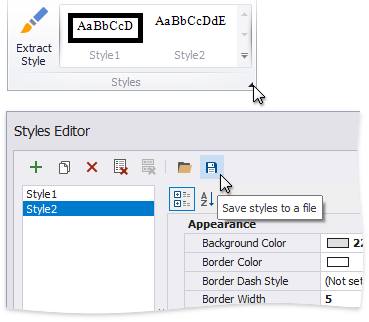 Extract
Style
AaBbCcD
AaBbCcDdE
Style1
Style2
Styles
Styles Editor
Style1
Style2
Save styles to a file
Appearance
Background Color
Border Color
Border Dash Style (Not set
Border Width 5